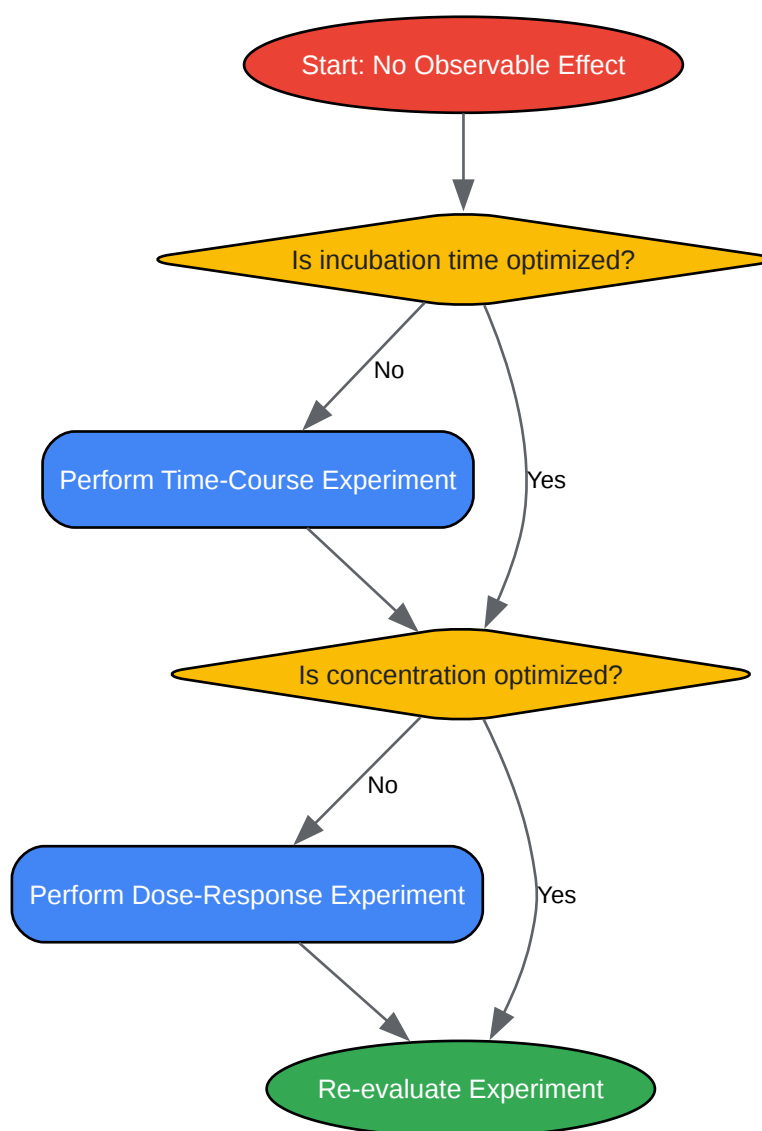 Start: No Observable Effect
Is incubation time optimized?
No
Perform Time-Course Experiment
Yes
Is concentration optimized?
No
Perform Dose-Response Experiment
Yes
Re-evaluate Experiment